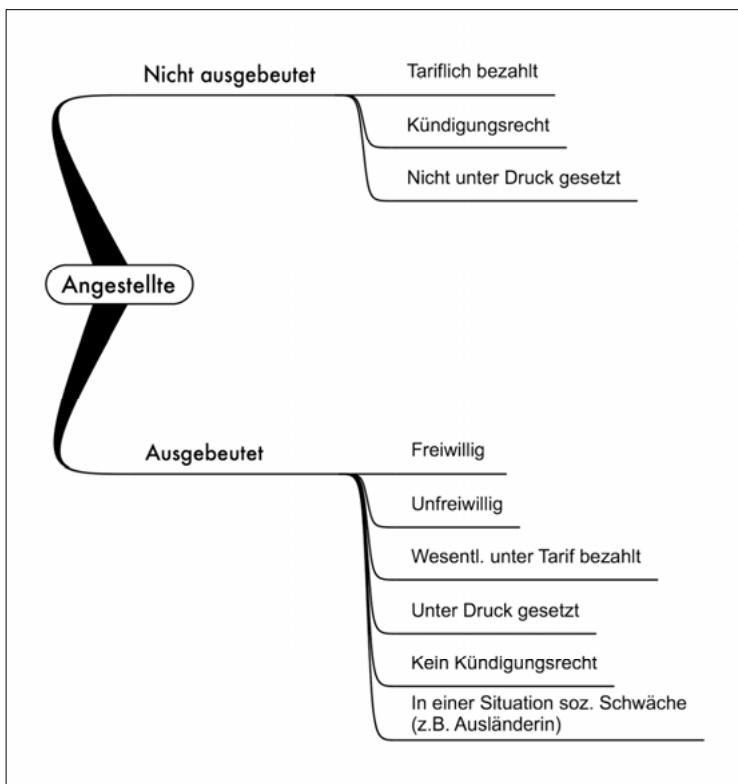 Nicht ausgebeutet
Tariflich bezahlt
Kündigungsrecht
Nicht unter Druck gesetzt
Angestellte
Ausgebeutet
Freiwillig
Unfreiwillig
Wesentl. unter Tarif bezahlt
Unter Druck gesetzt
Kein Kündigungsrecht
In einer Situation soz. Schwäche
(z.B. Ausländerin)